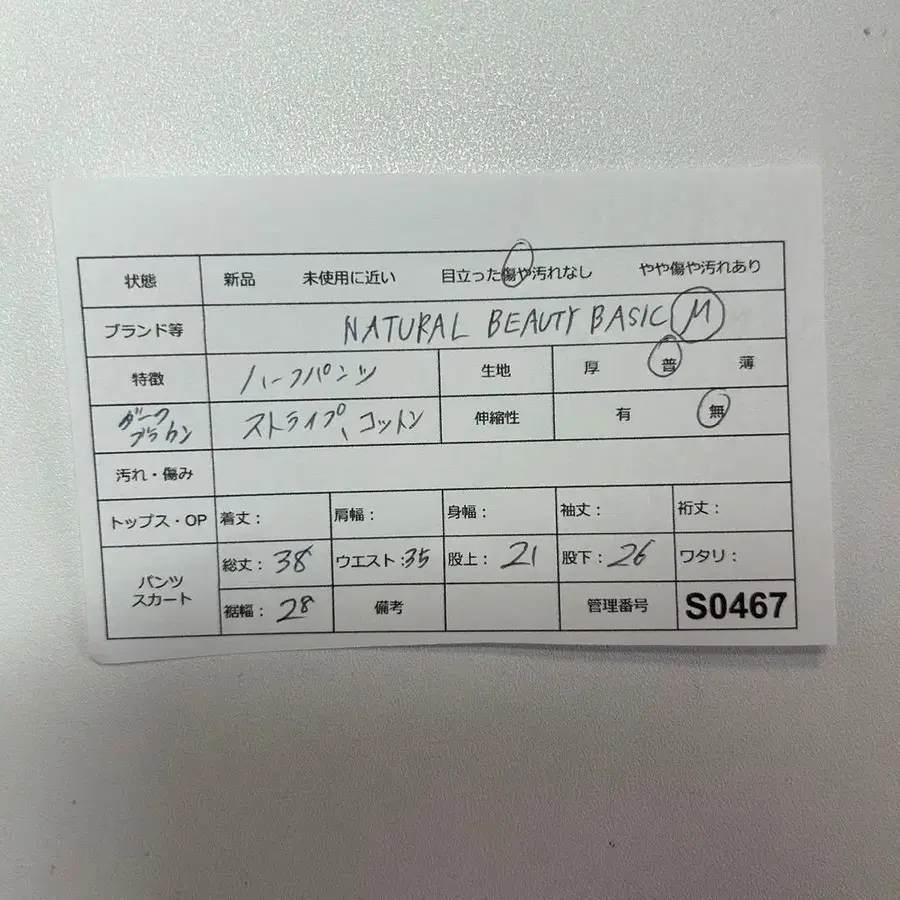 状態 新品 未使用に近い 目立った傷や汚れなし やや傷や汚れあり
ブランド等 NATURAL BEAUTY BASIC M
特徴 ハーフパンツ 生地 厚 普 薄
ダークブラウン ストライプ、コットン 伸縮性 有 無
汚れ・傷み
トップス・OP 着丈： 肩幅： 身幅： 袖丈： 裄丈：
パンツ
スカート
総丈：38 ウエスト：35 股上：21 股下：26 ワタリ：
裾幅：28 備考 管理番号 S0467